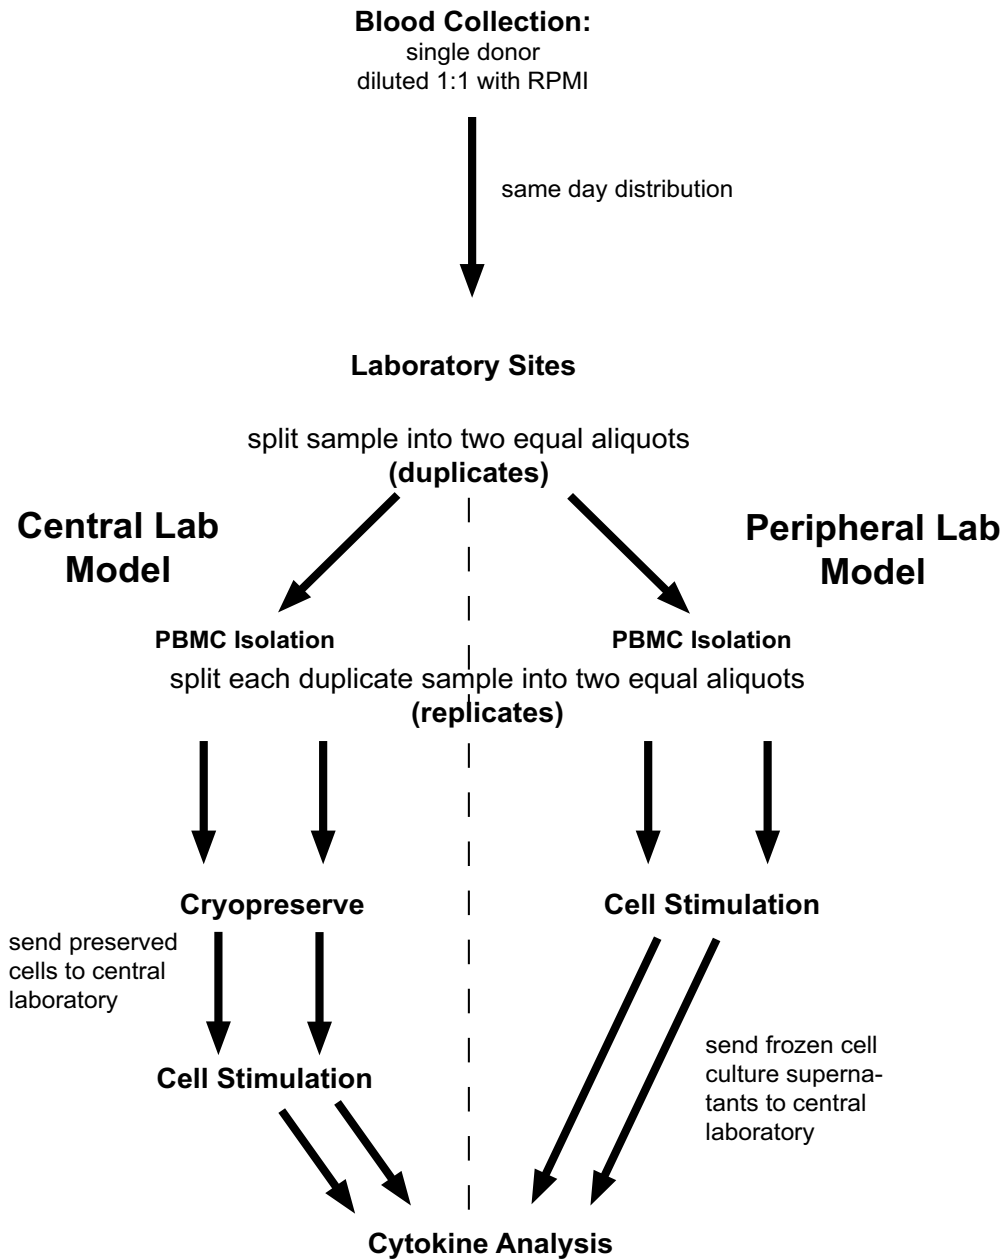 Blood Collection:
single donor
diluted 1:1 with RPMI
same day distribution
Laboratory Sites
split sample into two equal aliquots
(duplicates)
Central Lab
Model
Peripheral Lab
Model
PBMC Isolation
PBMC Isolation
split each duplicate sample into two equal aliquots
(replicates)
Cryopreserve
Cell Stimulation
send preserved
cells to central
laboratory
Cell Stimulation
send frozen cell
culture superna-
tants to central
laboratory
Cytokine Analysis